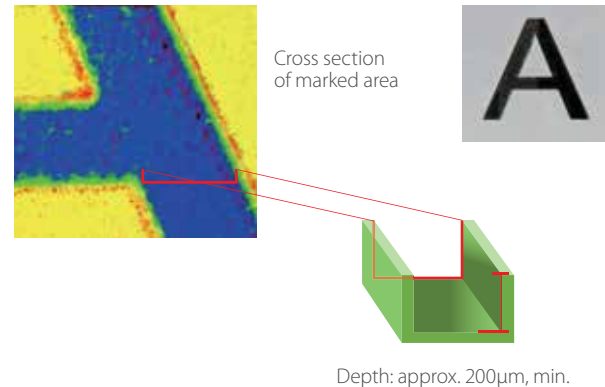 Cross section
of marked area
A
Depth: approx. 200µm, min.